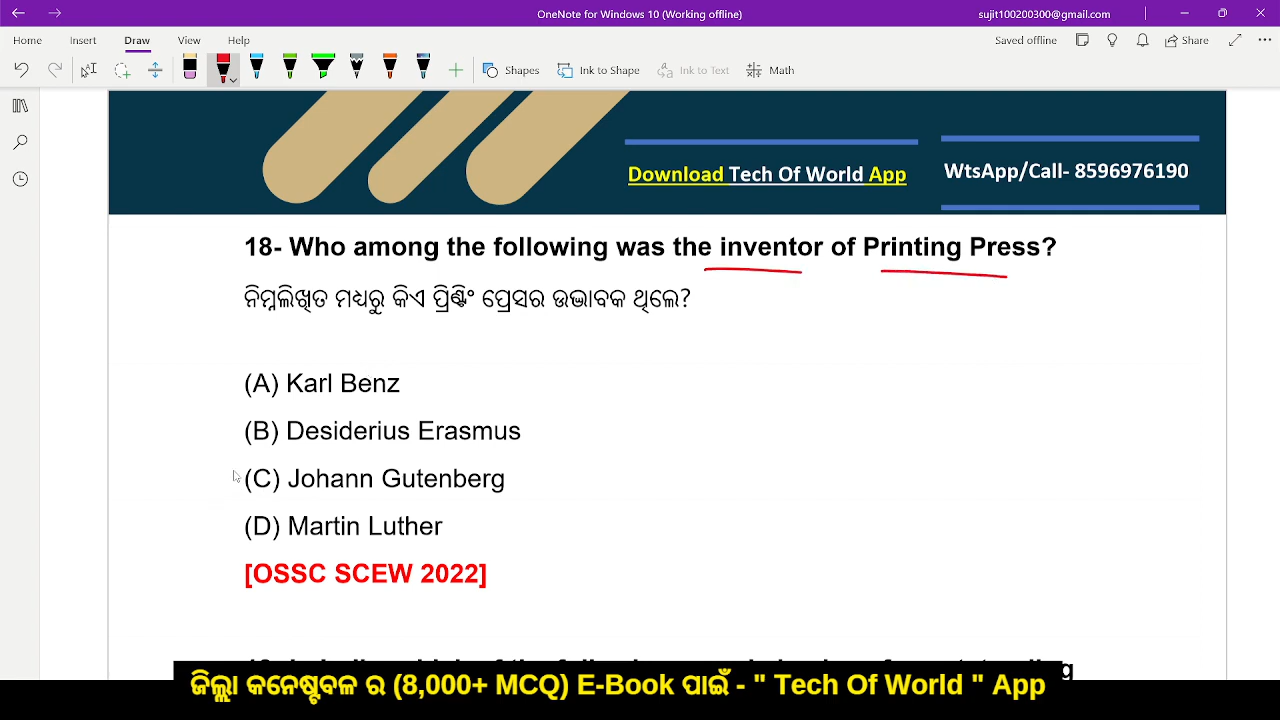 OneNote for Windows 10 (Working offline)
sujit100200300@gmail.com
Home Insert Draw View Help
Saved offline
Share
Shapes
Ink to Shape
Ink to Text
Math
Download Tech Of World App
WtsApp/Call- 8596976190
18- Who among the following was the inventor of Printing Press?
ନିମ୍ନଲିଖିତ ମଧ୍ୟରୁ କିଏ ପ୍ରିଣ୍ଟିଂ ପ୍ରେସର ଉଦ୍ଭାବକ ଥିଲେ?
(A) Karl Benz
(B) Desiderius Erasmus
(C) Johann Gutenberg
(D) Martin Luther
[OSSC SCEW 2022]
ଜିଲ୍ଲା କନେଷ୍ଟବଳ ର (8,000+ MCQ) E-Book ପାଇଁ - " Tech Of World " App